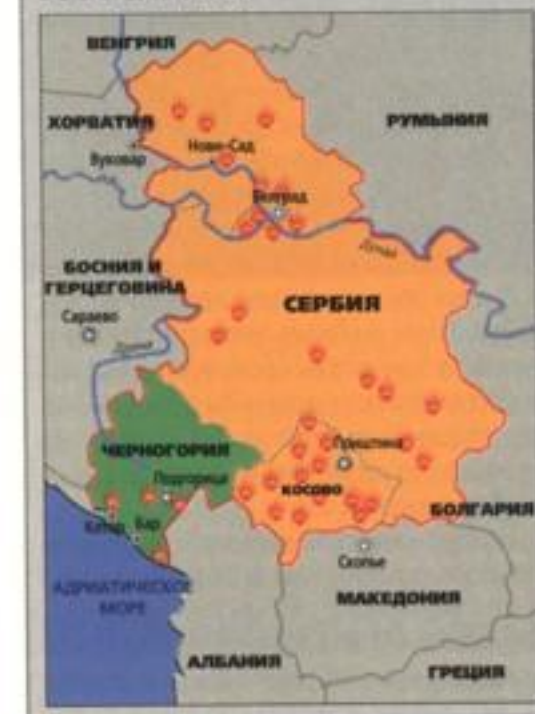 ВЕНГРИЯ
ХОРВАТИЯ
РУМЫНИЯ
Вуковар
Нови-Сад
Белград
Дунай
БОСНИЯ И
ГЕРЦЕГОВИНА
СЕРБИЯ
Сараево
Дрина
ЧЕРНОГОРИЯ
Приштина
Подгорица
КОСОВО
Котор
Бар
БОЛГАРИЯ
Скопье
АДРИАТИЧЕСКОЕ
МОРЕ
МАКЕДОНИЯ
АЛБАНИЯ
ГРЕЦИЯ